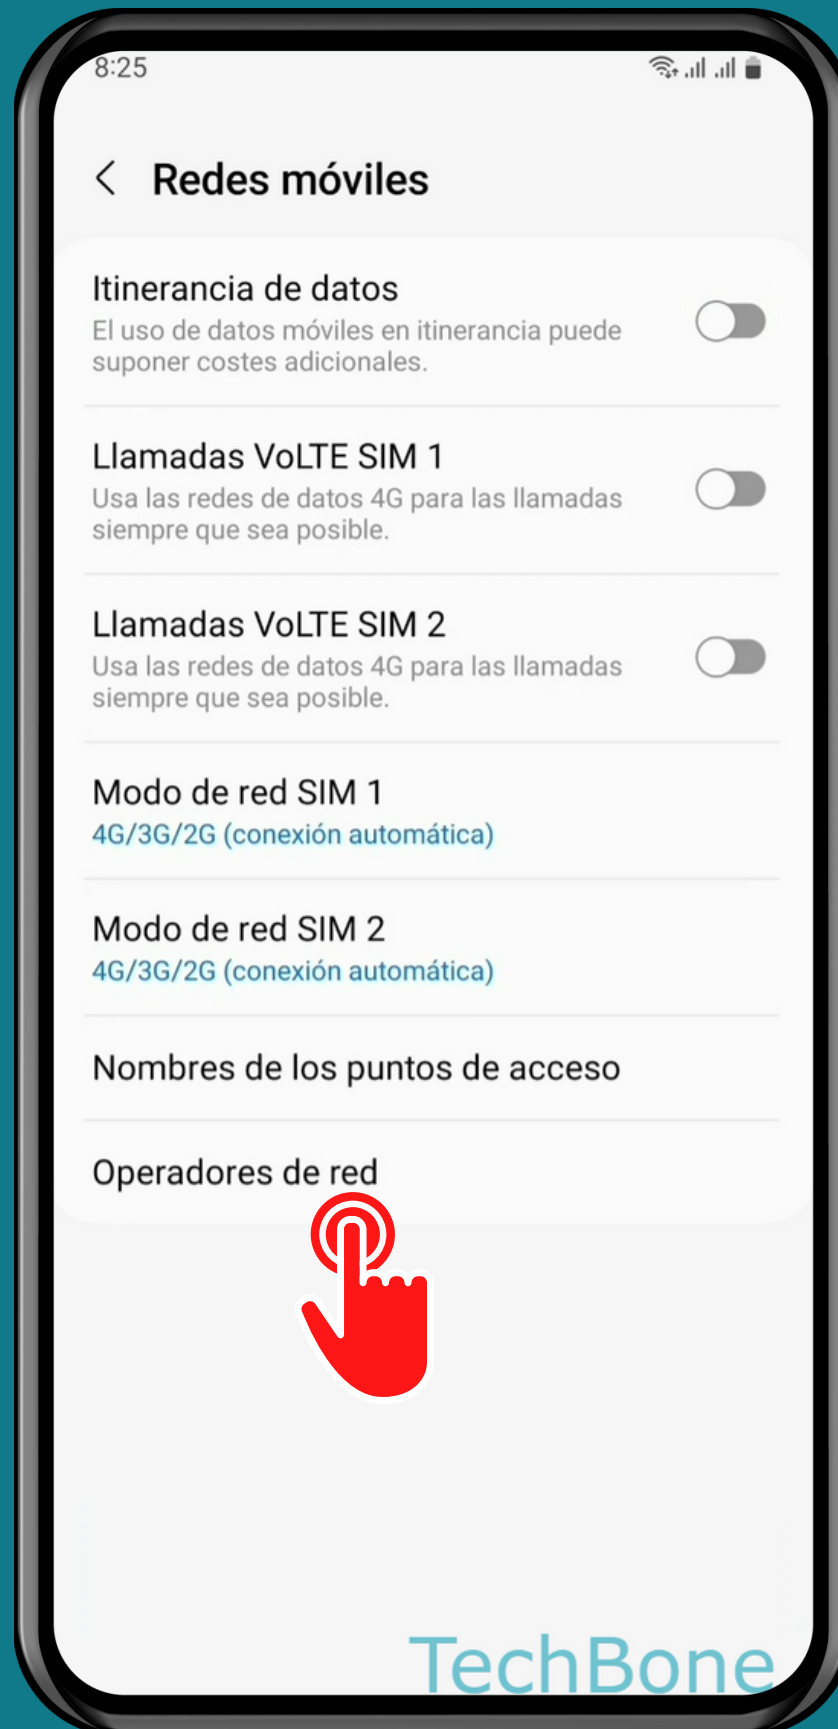 8:25
Redes móviles
Itinerancia de datos
El uso de datos móviles en itinerancia puede
suponer costes adicionales.
Llamadas VoLTE SIM 1
Usa las redes de datos 4G para las llamadas
siempre que sea posible.
Llamadas VoLTE SIM 2
Usa las redes de datos 4G para las llamadas
siempre que sea posible.
Modo de red SIM 1
4G/3G/2G (conexión automática)
Modo de red SIM 2
4G/3G/2G (conexión automática)
Nombres de los puntos de acceso
Operadores de red
TechBone